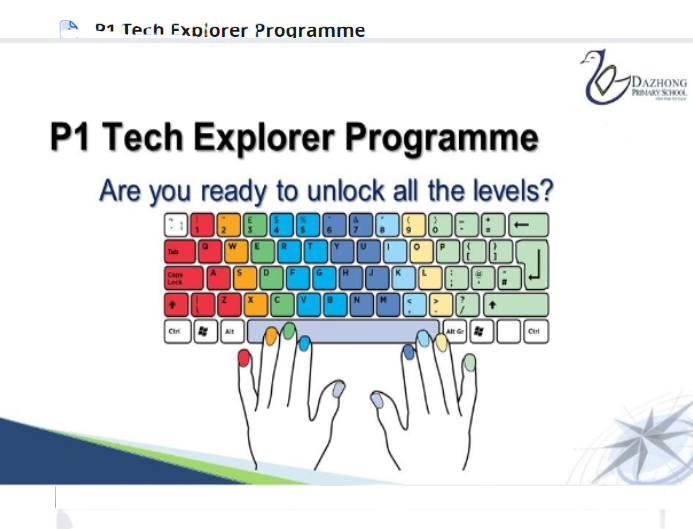 P1 Tech Explorer Programme
DAZHONG
PRIMARY SCHOOL
P1 Tech Explorer Programme
Are you ready to unlock all the levels?
! 1 2 E 3 $ 4 % 5 6 & 7 8 ( 9 ) 0 - + = ←
Tab Q W E R T Y U I O P { [ } ]
Caps Lock A S D F G H J K L : ; @ #
Z X C V B N M < , > . ? /
Ctrl Alt Alt Gr Ctrl